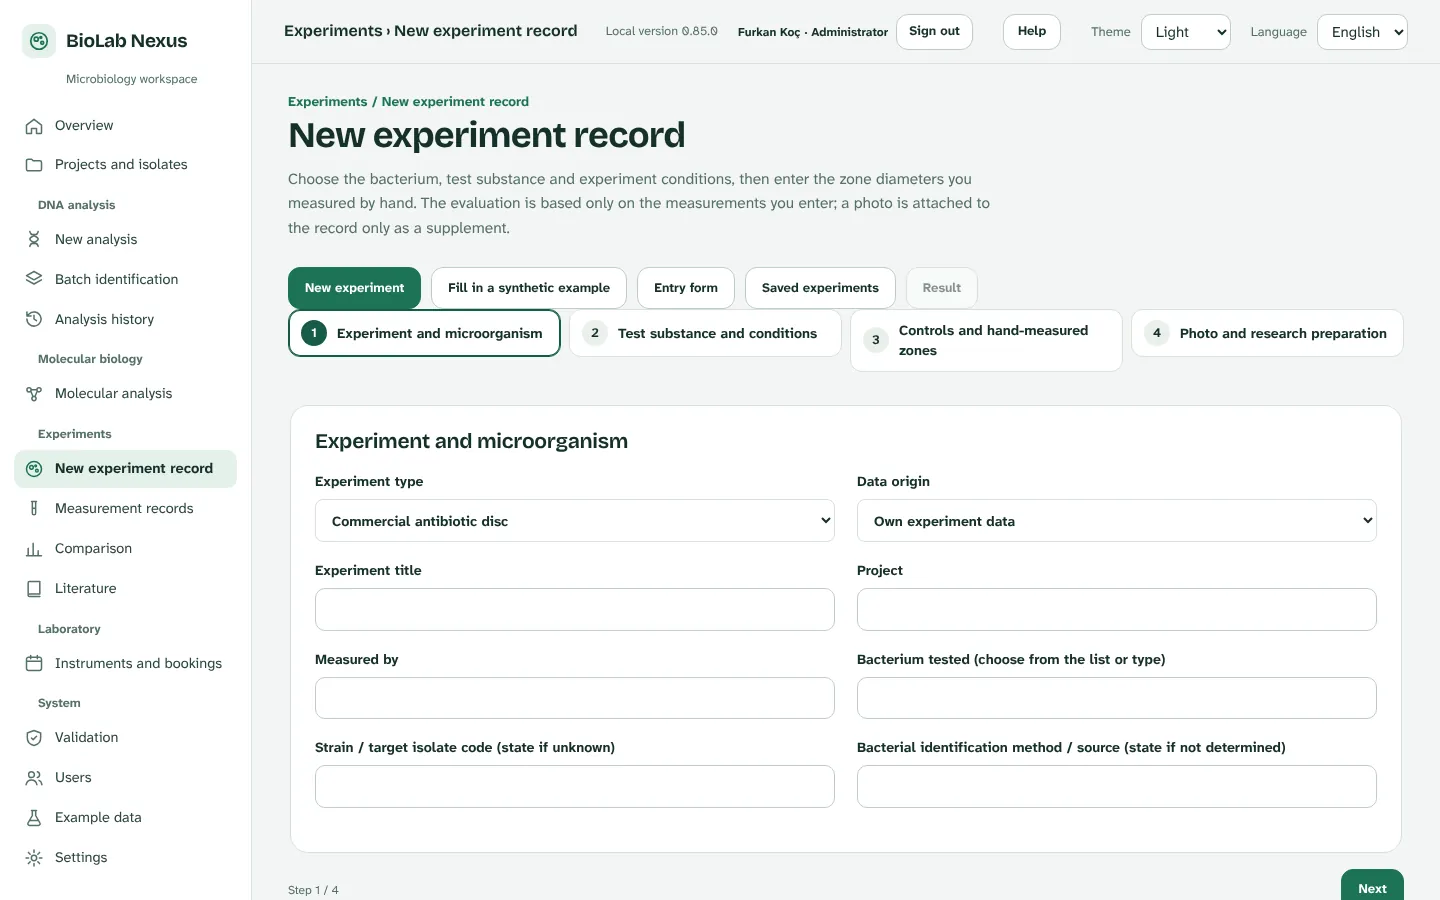 BioLab Nexus
Microbiology workspace
Overview
Projects and isolates
DNA analysis
New analysis
Batch identification
Analysis history
Molecular biology
Molecular analysis
Experiments
New experiment record
Measurement records
Comparison
Literature
Laboratory
Instruments and bookings
System
Validation
Users
Example data
Settings
Experiments › New experiment record
Local version 0.85.0
Furkan Koç · Administrator
Sign out
Help
Theme
Light
Language
English
Experiments / New experiment record
New experiment record
Choose the bacterium, test substance and experiment conditions, then enter the zone diameters you
measured by hand. The evaluation is based only on the measurements you enter; a photo is attached to
the record only as a supplement.
New experiment
Fill in a synthetic example
Entry form
Saved experiments
Result
1 Experiment and microorganism
2 Test substance and conditions
3 Controls and hand-measured
zones
4 Photo and research preparation
Experiment and microorganism
Experiment type
Commercial antibiotic disc
Data origin
Own experiment data
Experiment title
Project
Measured by
Bacterium tested (choose from the list or type)
Strain / target isolate code (state if unknown)
Bacterial identification method / source (state if not determined)
Step 1 / 4
Next